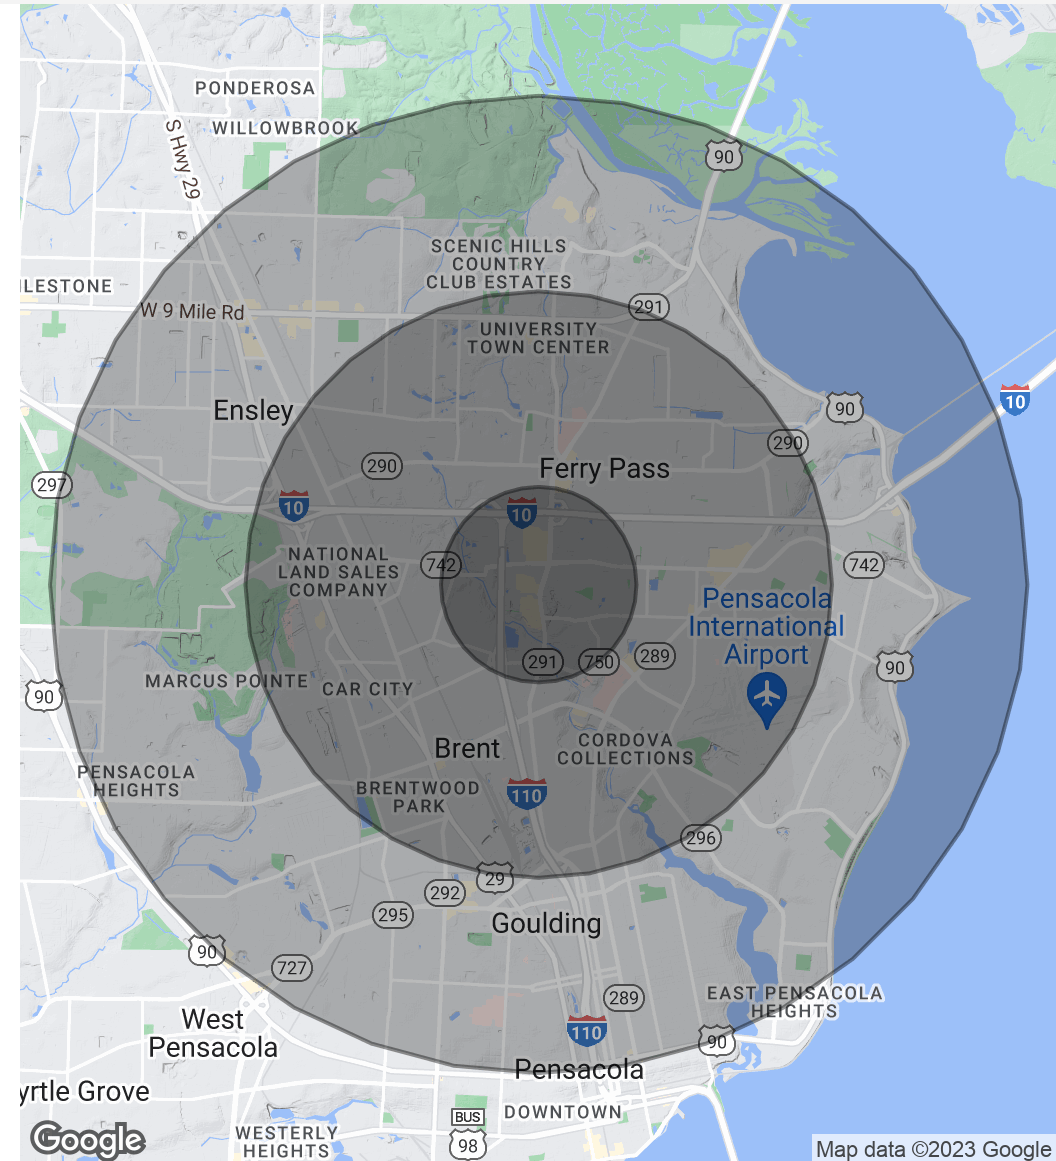 PONDEROSA
WILLOWBROOK
S Hwy 29
90
SCENIC HILLS
COUNTRY
CLUB ESTATES
LESTONE
W 9 Mile Rd
291
UNIVERSITY
TOWN CENTER
Ensley
90
10
290
290
Ferry Pass
297
10
10
NATIONAL
LAND SALES
COMPANY
742
742
Pensacola
International
Airport
291
750
289
90
90
MARCUS POINTE
CAR CITY
Brent
CORDOVA
COLLECTIONS
PENSACOLA
HEIGHTS
BRENTWOOD
PARK
110
296
29
292
295
Goulding
90
727
289
EAST PENSACOLA
HEIGHTS
West
Pensacola
110
90
Pensacola
yrtle Grove
DOWNTOWN
BUS
98
WESTERLY
HEIGHTS
Google
Map data ©2023 Google